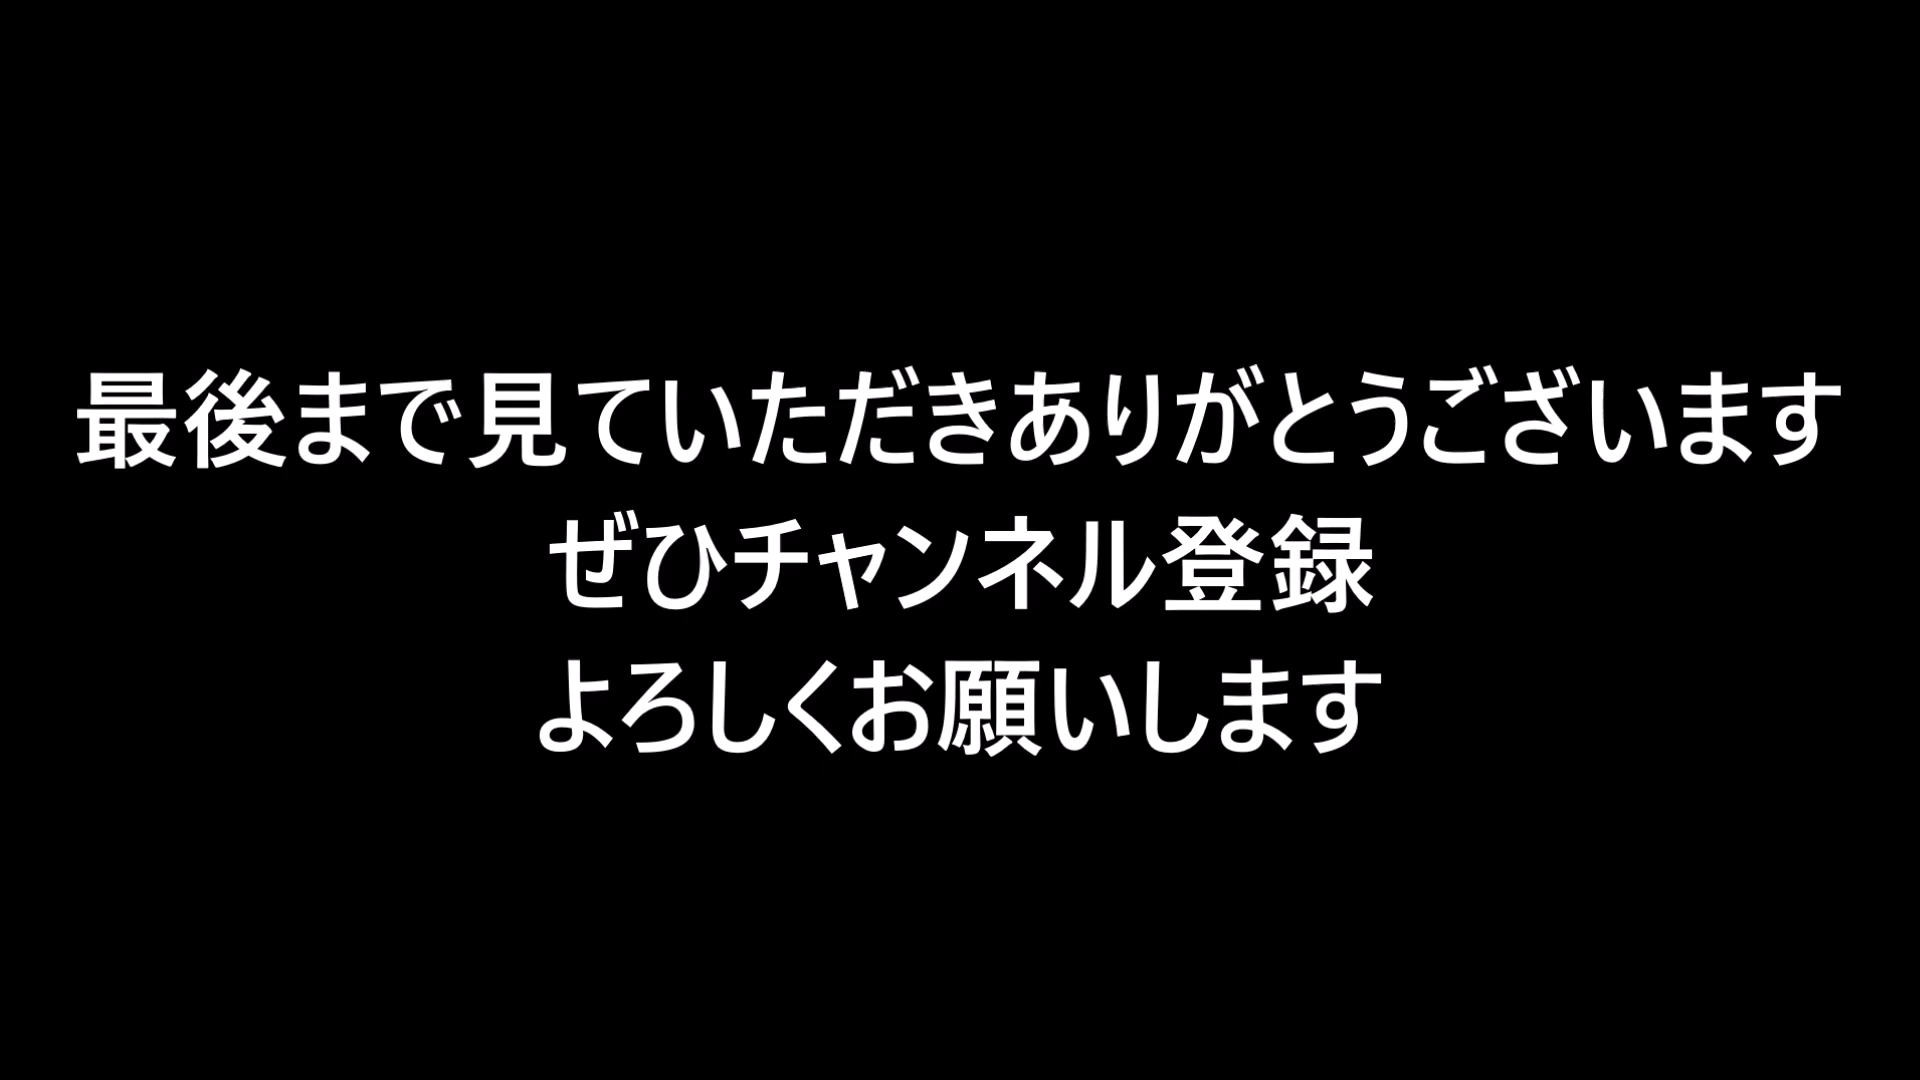 最後まで見ていただきありがとうございます
ぜひチャンネル登録
よろしくお願いします